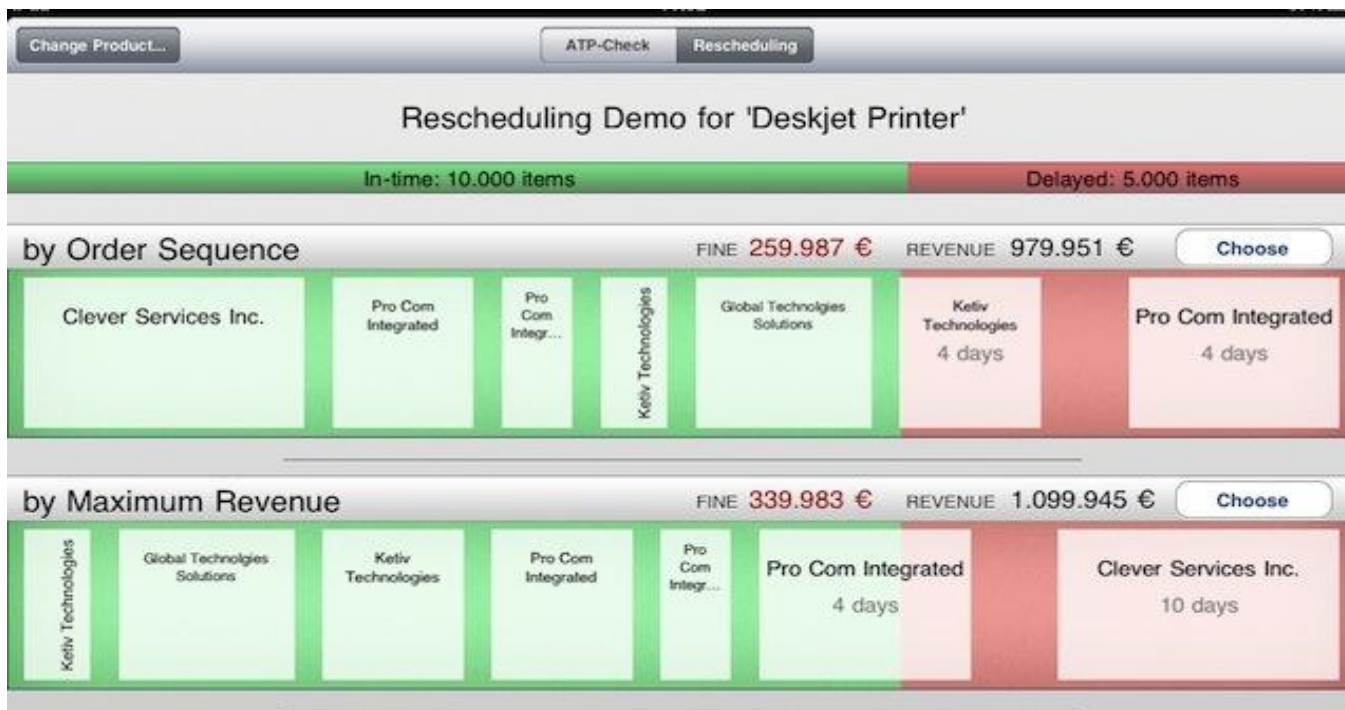 Change Product...
ATP-Check
Rescheduling
Rescheduling Demo for 'Deskjet Printer'
In-time: 10.000 items
Delayed: 5.000 items
by Order Sequence
FINE 259.987 €
REVENUE 979.951 €
Choose
Clever Services Inc.
Pro Com
Integrated
Pro
Com
Integr...
Ketiv Technologies
Global Technolgies
Solutions
Ketiv
Technologies
4 days
Pro Com Integrated
4 days
by Maximum Revenue
FINE 339.983 €
REVENUE 1.099.945 €
Choose
Ketiv Technologies
Global Technolgies
Solutions
Ketiv
Technologies
Pro Com
Integrated
Pro
Com
Integr...
Pro Com Integrated
4 days
Clever Services Inc.
10 days